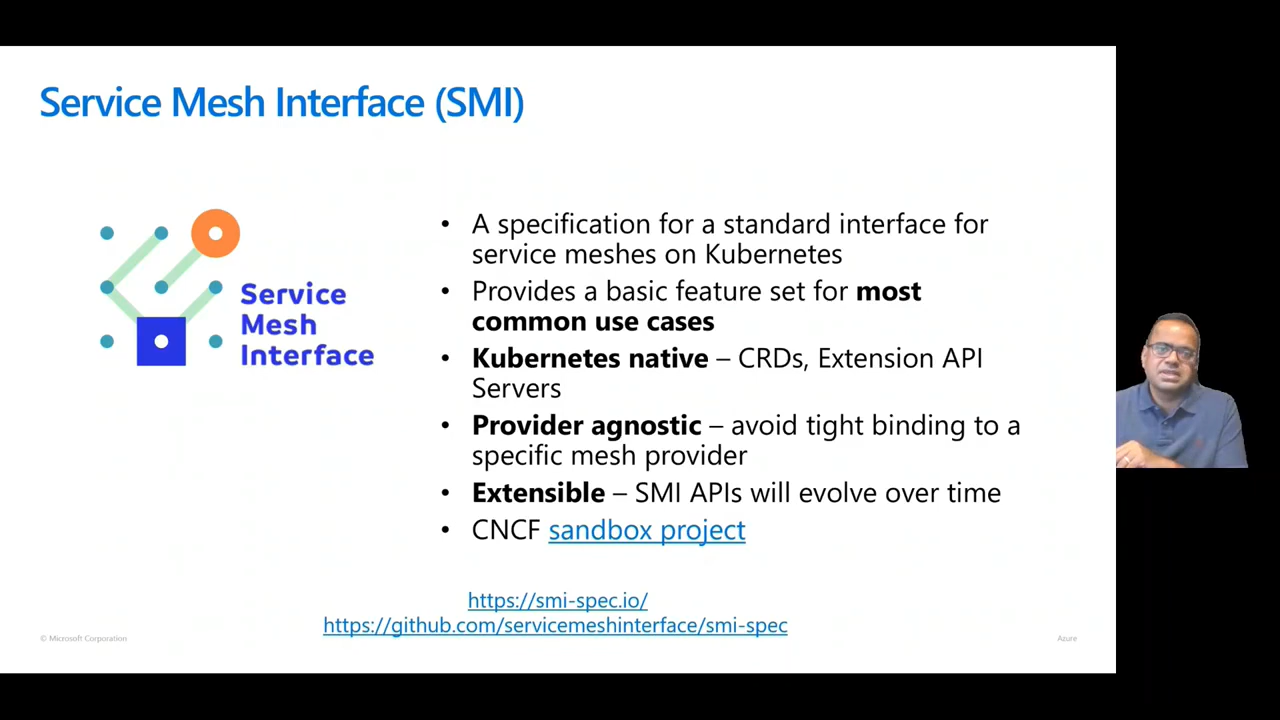 Service Mesh Interface (SMI)
Service
Mesh
Interface
• A specification for a standard interface for
service meshes on Kubernetes
• Provides a basic feature set for most
common use cases
• Kubernetes native – CRDs, Extension API
Servers
• Provider agnostic – avoid tight binding to a
specific mesh provider
• Extensible – SMI APIs will evolve over time
• CNCF sandbox project
https://smi-spec.io/
https://github.com/servicemeshinterface/smi-spec
© Microsoft Corporation
Azure